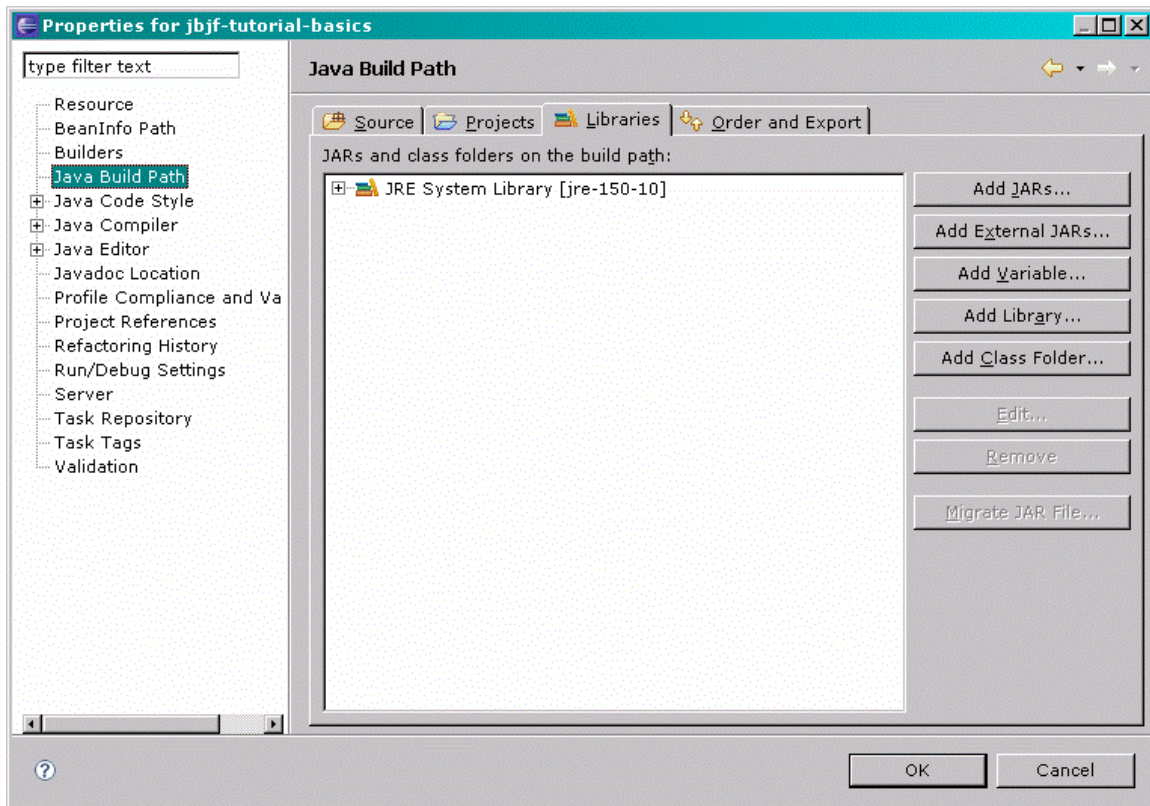 Properties for jbjf-tutorial-basics
type filter text
Java Build Path
Resource
BeanInfo Path
Builders
Java Build Path
Java Code Style
Java Compiler
Java Editor
Javadoc Location
Profile Compliance and Va
Project References
Refactoring History
Run/Debug Settings
Server
Task Repository
Task Tags
Validation
Source Projects Libraries Order and Export
JARs and class folders on the build path:
JRE System Library [jre-150-10]
Add JARs...
Add External JARs...
Add Variable...
Add Library...
Add Class Folder...
Edit...
Remove
Migrate JAR File...
? OK Cancel